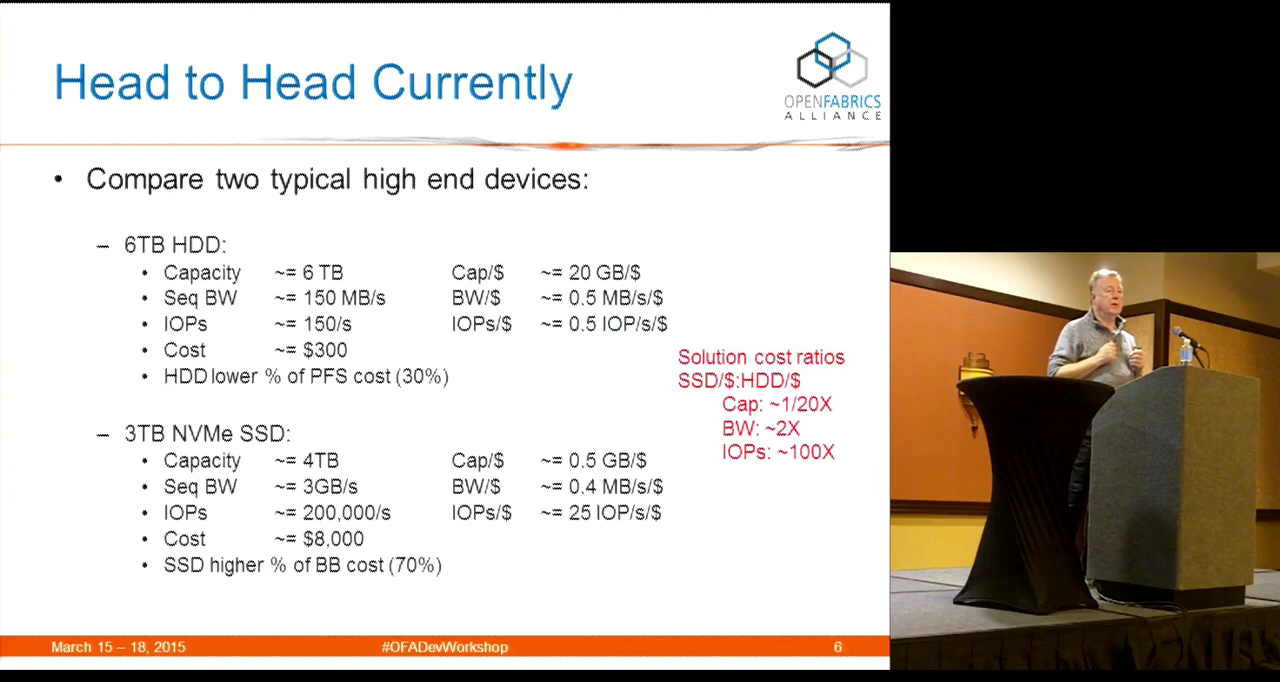 Head to Head Currently
OPENFABRICS
ALLIANCE
• Compare two typical high end devices:
– 6TB HDD:
• Capacity ~= 6 TB Cap/$ ~= 20 GB/$
• Seq BW ~= 150 MB/s BW/$ ~= 0.5 MB/s/$
• IOPs ~= 150/s IOPs/$ ~= 0.5 IOP/s/$
• Cost ~= $300
• HDD lower % of PFS cost (30%)
Solution cost ratios
SSD/$:HDD/$
Cap: ~1/20X
BW: ~2X
IOPs: ~100X
– 3TB NVMe SSD:
• Capacity ~= 4TB Cap/$ ~= 0.5 GB/$
• Seq BW ~= 3GB/s BW/$ ~= 0.4 MB/s/$
• IOPs ~= 200,000/s IOPs/$ ~= 25 IOP/s/$
• Cost ~= $8,000
• SSD higher % of BB cost (70%)
March 15 – 18, 2015 #OFADevWorkshop 6